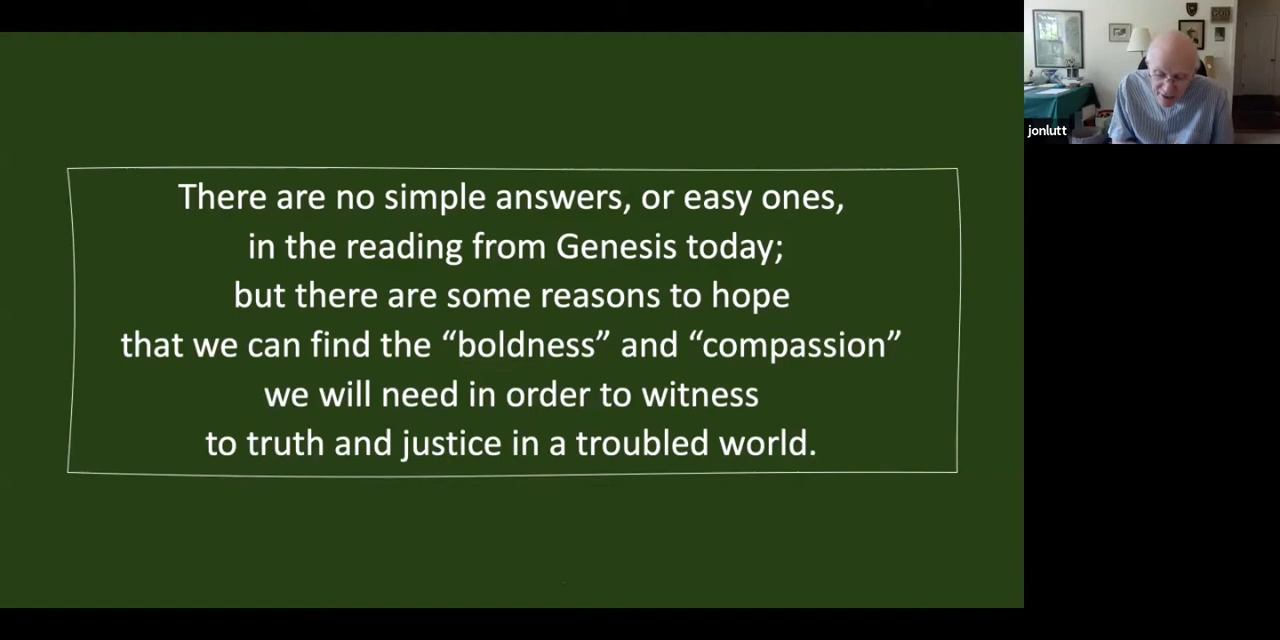 There are no simple answers, or easy ones,
in the reading from Genesis today;
but there are some reasons to hope
that we can find the “boldness” and “compassion”
we will need in order to witness
to truth and justice in a troubled world.
jonlutt